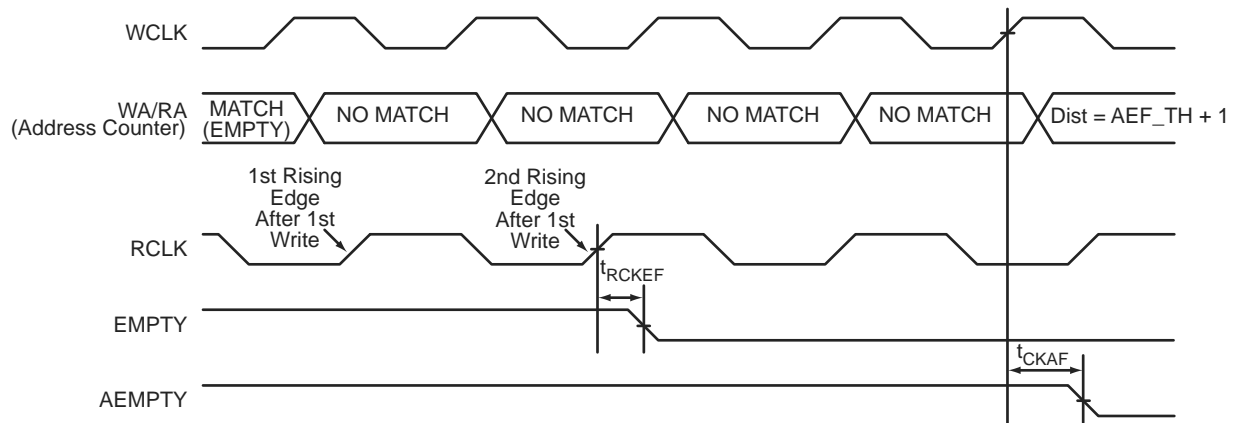 WCLK
WA/RA
(Address Counter)
MATCH
(EMPTY)
NO MATCH
NO MATCH
NO MATCH
NO MATCH
Dist = AEF_TH + 1
1st Rising
Edge
After 1st
Write
2nd Rising
Edge
After 1st
Write
RCLK
tRCKEF
EMPTY
tCKAF
AEMPTY